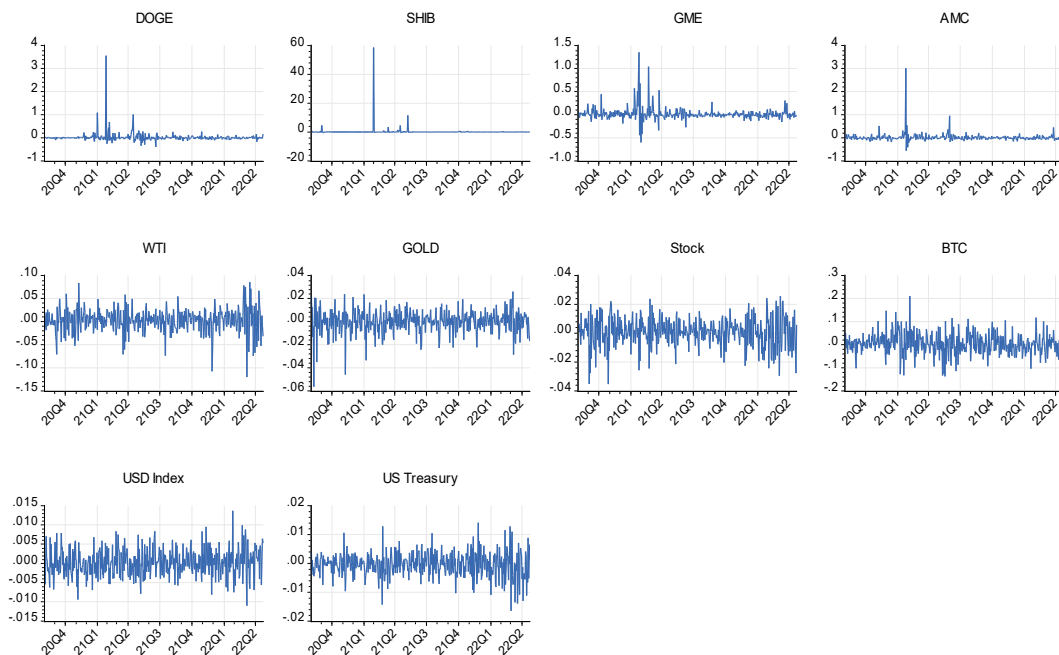 DOGE
4
3
2
1
0
-1
20Q4 21Q1 21Q2 21Q3 21Q4 22Q1 22Q2
SHIB
60
40
20
0
-20
20Q4 21Q1 21Q2 21Q3 21Q4 22Q1 22Q2
GME
1.5
1.0
0.5
0.0
-0.5
-1.0
20Q4 21Q1 21Q2 21Q3 21Q4 22Q1 22Q2
AMC
4
3
2
1
0
-1
20Q4 21Q1 21Q2 21Q3 21Q4 22Q1 22Q2
WTI
.10
.05
.00
-.05
-.10
-.15
20Q4 21Q1 21Q2 21Q3 21Q4 22Q1 22Q2
GOLD
.04
.02
.00
-.02
-.04
-.06
20Q4 21Q1 21Q2 21Q3 21Q4 22Q1 22Q2
Stock
.04
.02
.00
-.02
-.04
20Q4 21Q1 21Q2 21Q3 21Q4 22Q1 22Q2
BTC
.3
.2
.1
.0
-.1
-.2
20Q4 21Q1 21Q2 21Q3 21Q4 22Q1 22Q2
USD Index
.015
.010
.005
.000
-.005
-.010
-.015
20Q4 21Q1 21Q2 21Q3 21Q4 22Q1 22Q2
US Treasury
.02
.01
.00
-.01
-.02
20Q4 21Q1 21Q2 21Q3 21Q4 22Q1 22Q2